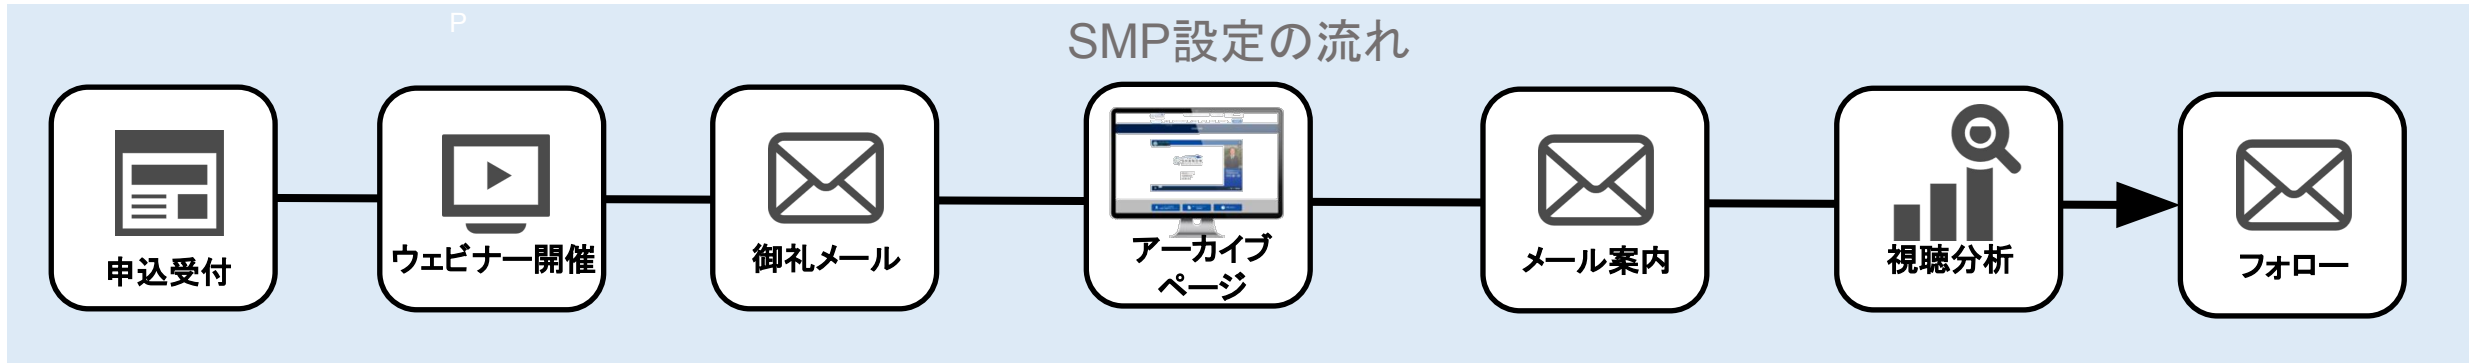 P
SMP設定の流れ
申込受付
ウェビナー開催
御礼メール
アーカイブ
ページ
メール案内
視聴分析
フォロー